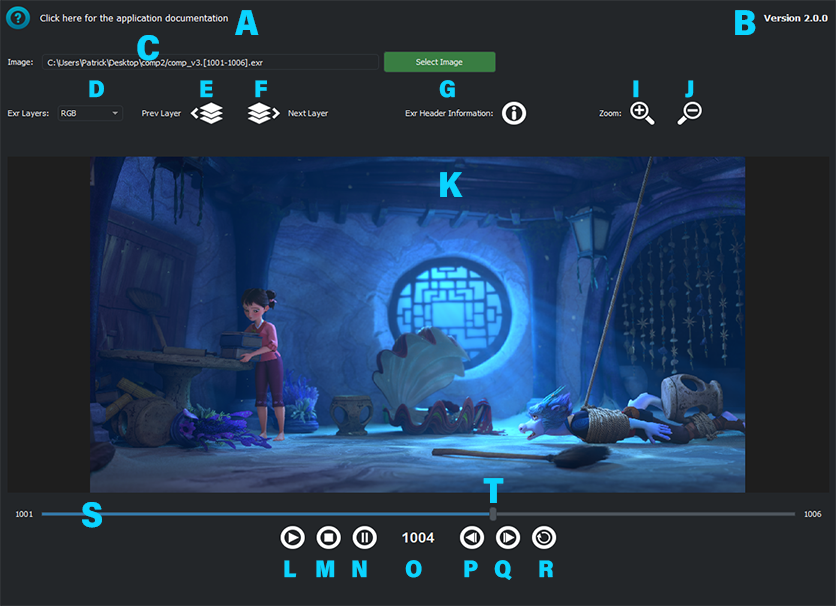 ? Click here for the application documentation A B Version 2.0.0
C
Image: C:\Users\Patrick\Desktop\comp2/comp_v3.[1001-1006].exr Select Image
D E F G I J
Exr Layers: RGB Prev Layer Next Layer Exr Header Information: i Zoom:
K
T
1001 S 1006
1004
L M N O P Q R